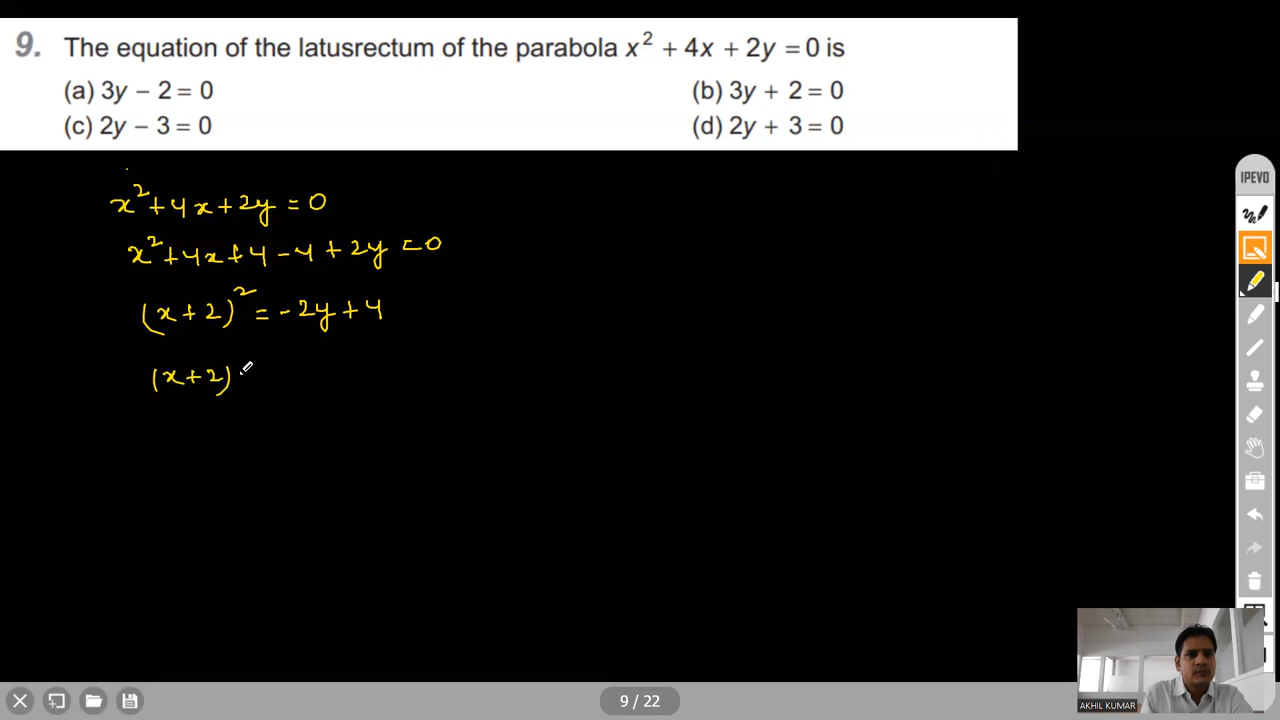 9. The equation of the latusrectum of the parabola x² + 4x + 2y = 0 is
(a) 3y − 2 = 0 (b) 3y + 2 = 0
(c) 2y − 3 = 0 (d) 2y + 3 = 0
x² + 4x + 2y = 0
x² + 4x + 4 - 4 + 2y = 0
(x + 2)² = - 2y + 4
(x + 2)
IPEVO
9 / 22
AKHIL KUMAR